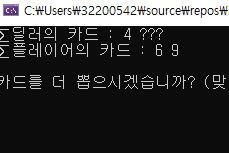 C:₩Users₩32200542₩source₩repos₩
∑딜러의 카드 : 4 ???
∑플레이어의 카드 : 6 9
카드를 더 뽑으시겠습니까? (맞